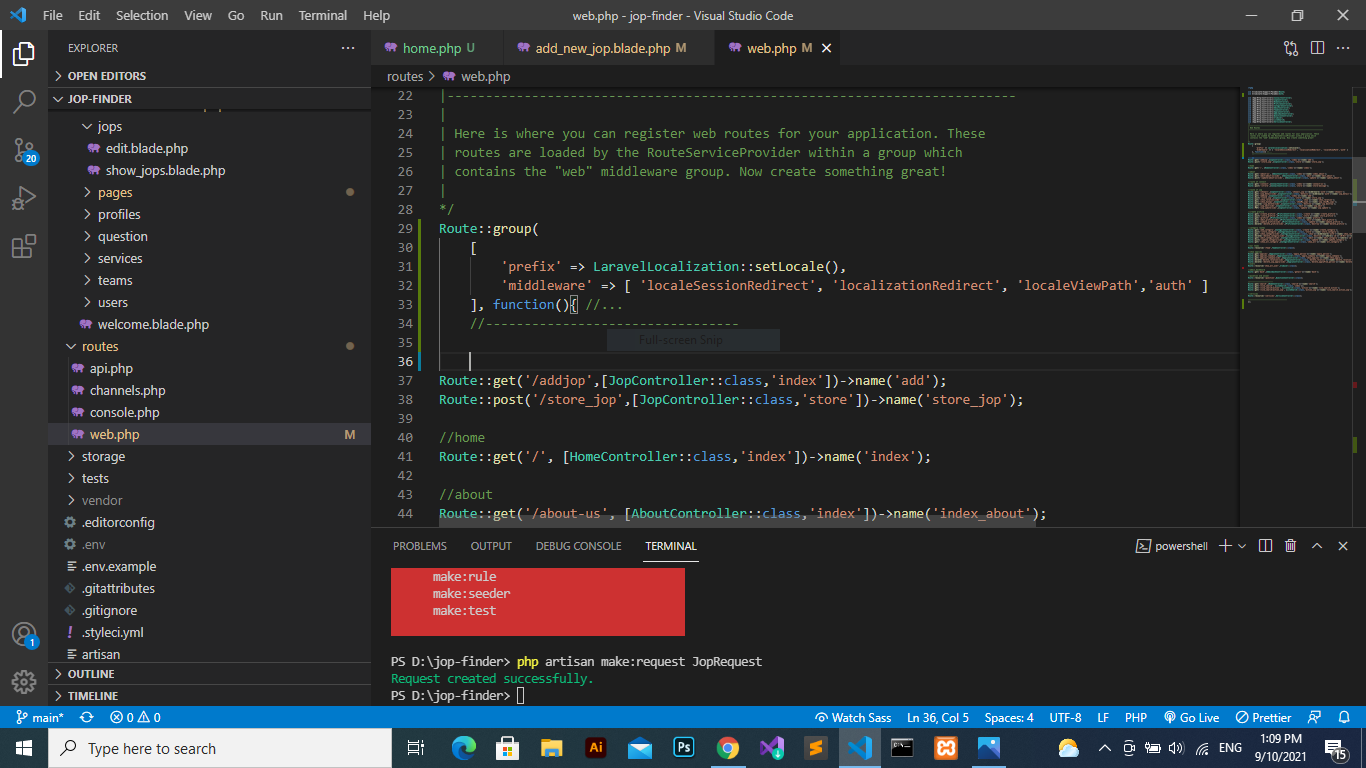 File Edit Selection View Go Run Terminal Help
web.php - jop-finder - Visual Studio Code
EXPLORER
OPEN EDITORS
JOP-FINDER
jops
edit.blade.php
show_jops.blade.php
pages
profiles
question
services
teams
users
welcome.blade.php
routes
api.php
channels.php
console.php
web.php M
storage
tests
vendor
.editorconfig
.env
.env.example
.gitattributes
.gitignore
.styleci.yml
artisan
OUTLINE
TIMELINE
20
1
home.php U
add_new_jop.blade.php M
web.php M
routes > web.php
22 |--------------------------------------------------------------------------
23 |
24 | Here is where you can register web routes for your application. These
25 | routes are loaded by the RouteServiceProvider within a group which
26 | contains the "web" middleware group. Now create something great!
27 |
28 */
29 Route::group(
30 [
31 'prefix' => LaravelLocalization::setLocale(),
32 'middleware' => [ 'localeSessionRedirect', 'localizationRedirect', 'localeViewPath','auth' ]
33 ], function(){ //...
34 //---------------------------------
35
Full-screen Snip
36
37 Route::get('/addjop',[JopController::class,'index'])->name('add');
38 Route::post('/store_jop',[JopController::class,'store'])->name('store_jop');
39
40 //home
41 Route::get('/', [HomeController::class,'index'])->name('index');
42
43 //about
44 Route::get('/about-us', [AboutController::class,'index'])->name('index_about');
PROBLEMS OUTPUT DEBUG CONSOLE TERMINAL
powershell
make:rule
make:seeder
make:test
PS D:\jop-finder> php artisan make:request JopRequest
Request created successfully.
PS D:\jop-finder>
main* 0 0
Watch Sass Ln 36, Col 5 Spaces: 4 UTF-8 LF PHP Go Live Prettier
Type here to search
Ai
Ps
ENG
1:09 PM
9/10/2021
15